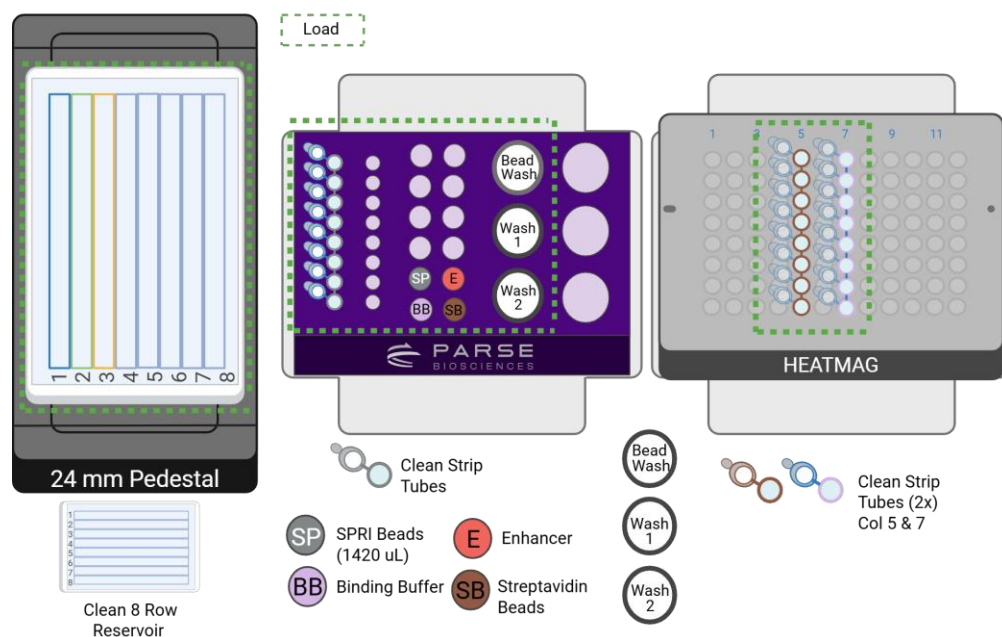 Load
1
2
3
4
5
6
7
8
24 mm Pedestal
1
2
3
4
5
6
7
8
Clean 8 Row
Reservoir
Bead
Wash
Wash
1
Wash
2
SP
E
BB
SB
PARSE
BIOSCIENCES
Clean Strip
Tubes
SP
SPRI Beads
(1420 uL)
E
Enhancer
BB
Binding Buffer
SB
Streptavidin
Beads
Bead
Wash
Wash
1
Wash
2
1
3
5
7
9
11
HEATMAG
Clean Strip
Tubes (2x)
Col 5 & 7